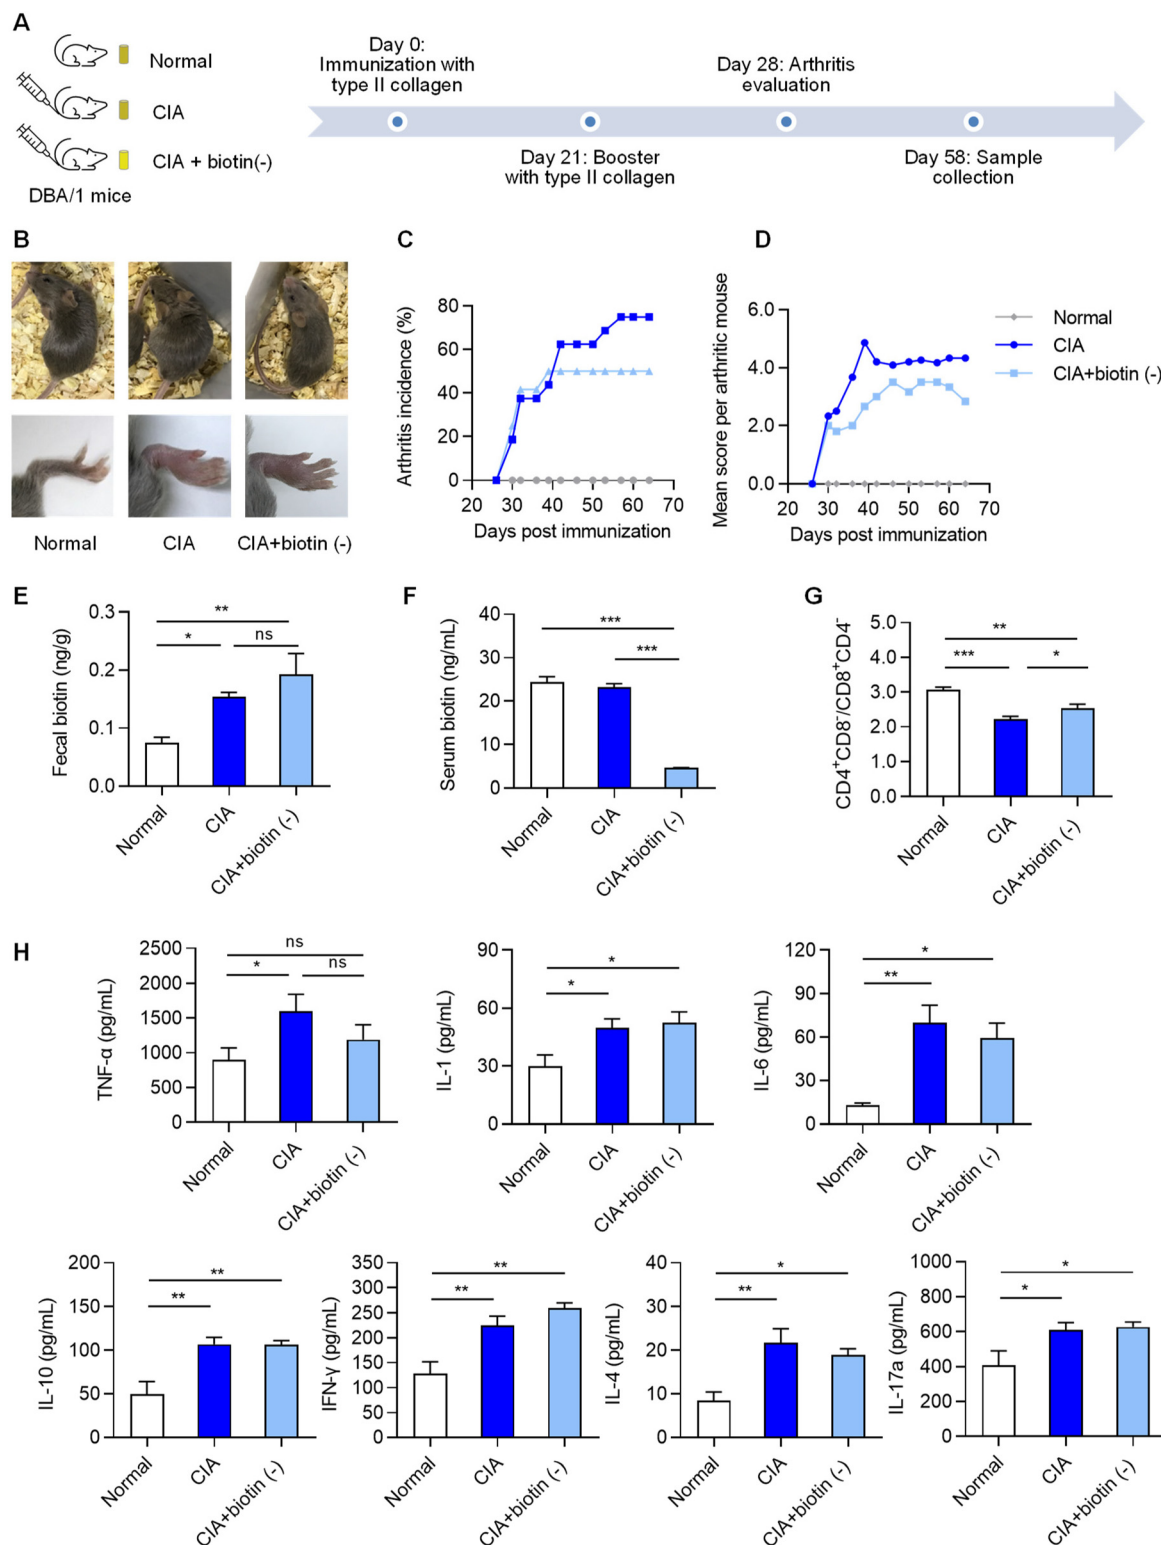 A
Normal
CIA
CIA + biotin(-)
DBA/1 mice
Day 0:
Immunization with
type II collagen
Day 21: Booster
with type II collagen
Day 28: Arthritis
evaluation
Day 58: Sample
collection
B
Normal
CIA
CIA+biotin (-)
C
Arthritis incidence (%)
80
60
40
20
0
20
30
40
50
60
70
Days post immunization
D
Mean score per arthritic mouse
6.0
4.0
2.0
0.0
20
30
40
50
60
70
Days post immunization
Normal
CIA
CIA+biotin (-)
E
Fecal biotin (ng/g)
0.3
0.2
0.1
0.0
**
*
ns
Normal
CIA
CIA+biotin (-)
F
Serum biotin (ng/mL)
40
30
20
10
0
***
***
Normal
CIA
CIA+biotin (-)
G
CD4⁺CD8⁻/CD8⁺CD4⁻
5.0
4.0
3.0
2.0
1.0
0.0
**
***
*
Normal
CIA
CIA+biotin (-)
H
TNF-α (pg/mL)
2500
2000
1500
1000
500
0
ns
*
ns
Normal
CIA
CIA+biotin (-)
IL-1 (pg/mL)
90
60
30
0
*
*
Normal
CIA
CIA+biotin (-)
IL-6 (pg/mL)
120
90
60
30
0
*
**
Normal
CIA
CIA+biotin (-)
IL-10 (pg/mL)
200
150
100
50
0
**
**
Normal
CIA
CIA+biotin (-)
IFN-γ (pg/mL)
350
300
250
200
150
100
50
0
**
**
Normal
CIA
CIA+biotin (-)
IL-4 (pg/mL)
40
30
20
10
0
*
**
Normal
CIA
CIA+biotin (-)
IL-17a (pg/mL)
1000
800
600
400
200
0
*
*
Normal
CIA
CIA+biotin (-)